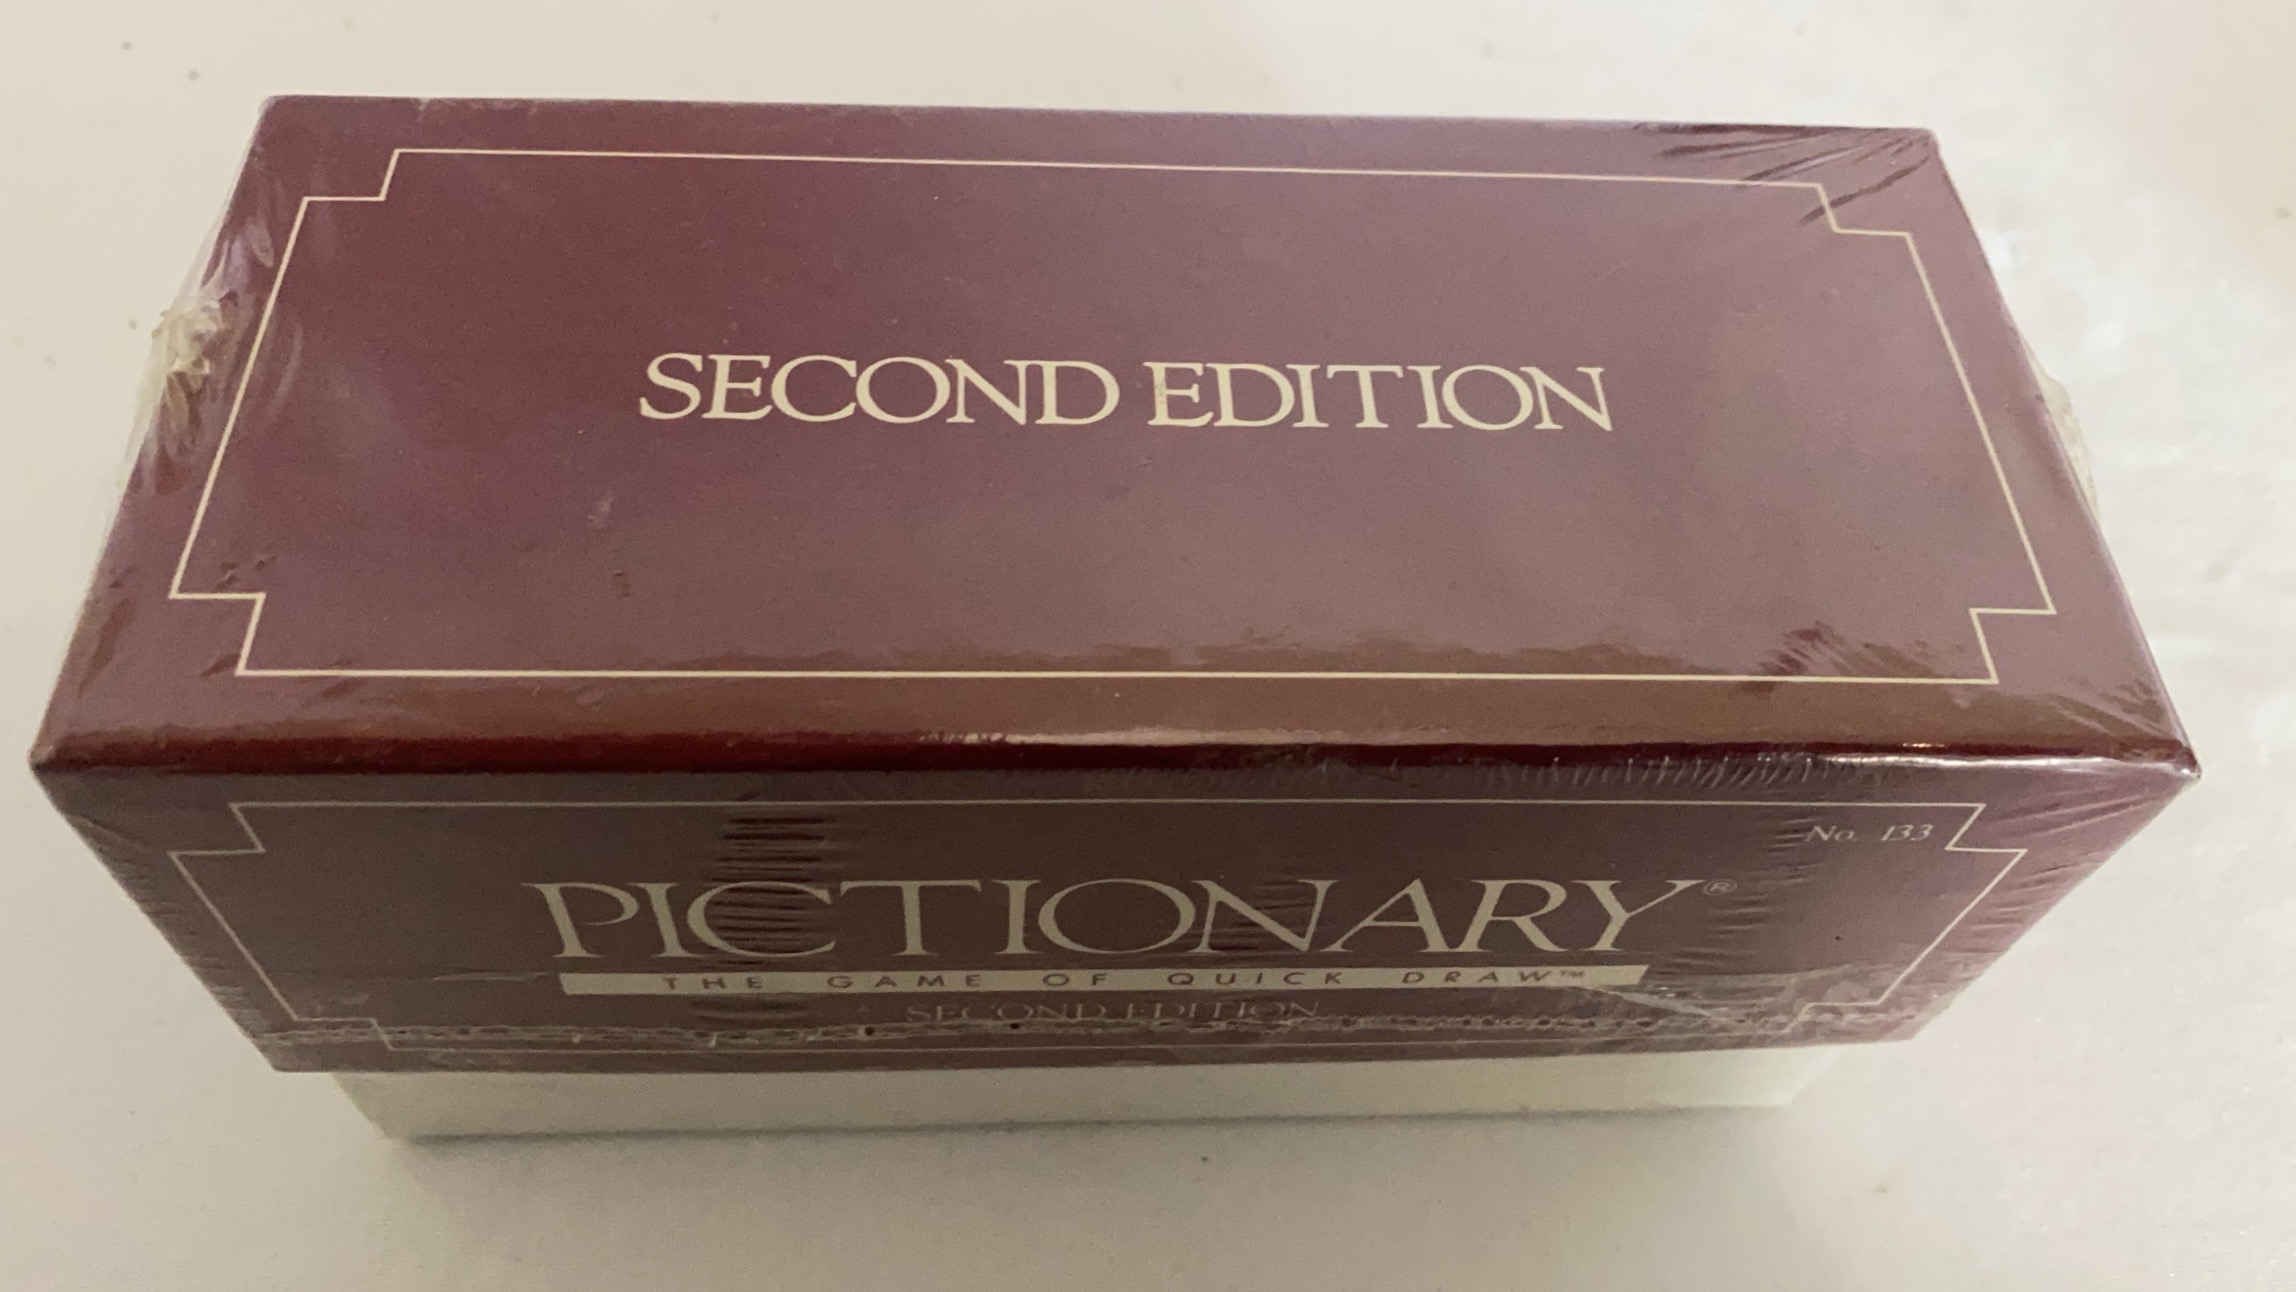 SECOND EDITION
No. 133
PICTIONARY®
THE GAME OF QUICK DRAW™
SECOND EDITION